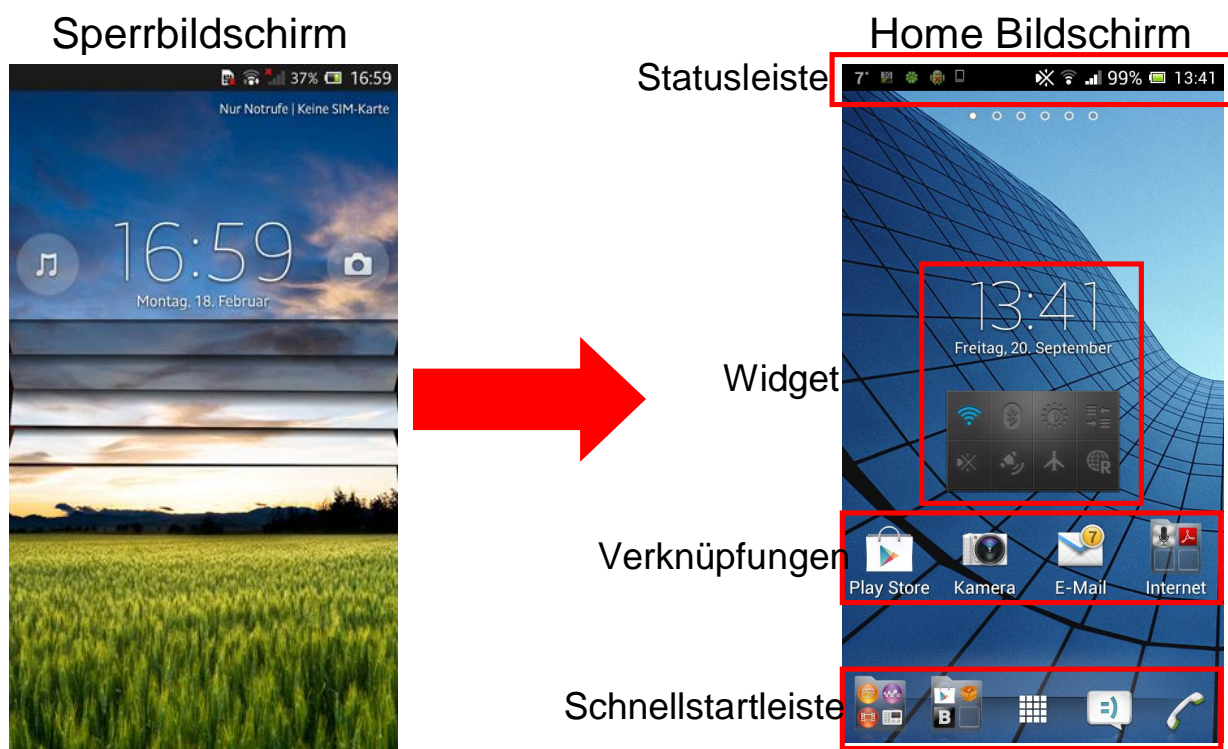 Sperrbildschirm
37% 16:59
Nur Notrufe | Keine SIM-Karte
16:59
Montag, 18. Februar
Home Bildschirm
Statusleiste
7° 99% 13:41
13:41
Freitag, 20. September
Widget
R
Verknüpfungen
7
Play Store Kamera E-Mail Internet
Schnellstartleiste
B =)